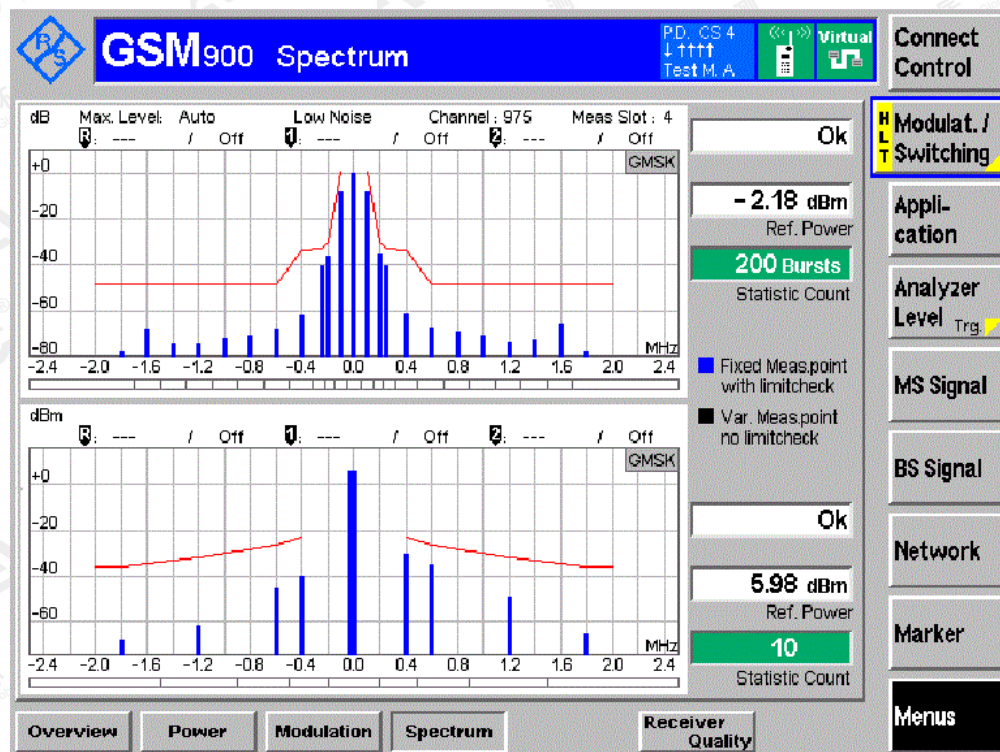 R/S
GSM900 Spectrum
P.D. CS 4
↓↑↑↑↑
Test M. A
Virtual
Connect
Control
dB Max. Level: Auto Low Noise Channel : 975 Meas Slot : 4
R: --- / Off 1: --- / Off 2: --- / Off
GMSK
+0
-20
-40
-60
-80
MHz
-2.4 -2.0 -1.6 -1.2 -0.8 -0.4 0.0 0.4 0.8 1.2 1.6 2.0 2.4
Ok
-2.18 dBm
Ref. Power
200 Bursts
Statistic Count
Fixed Meas.point
with limitcheck
Var. Meas.point
no limitcheck
dBm
R: --- / Off 1: --- / Off 2: --- / Off
GMSK
+0
-20
-40
-60
MHz
-2.4 -2.0 -1.6 -1.2 -0.8 -0.4 0.0 0.4 0.8 1.2 1.6 2.0 2.4
Ok
5.98 dBm
Ref. Power
10
Statistic Count
HLT
Modulat. /
Switching
Appli-
cation
Analyzer
Level Trg.
MS Signal
BS Signal
Network
Marker
Menus
Overview Power Modulation Spectrum Receiver
Quality